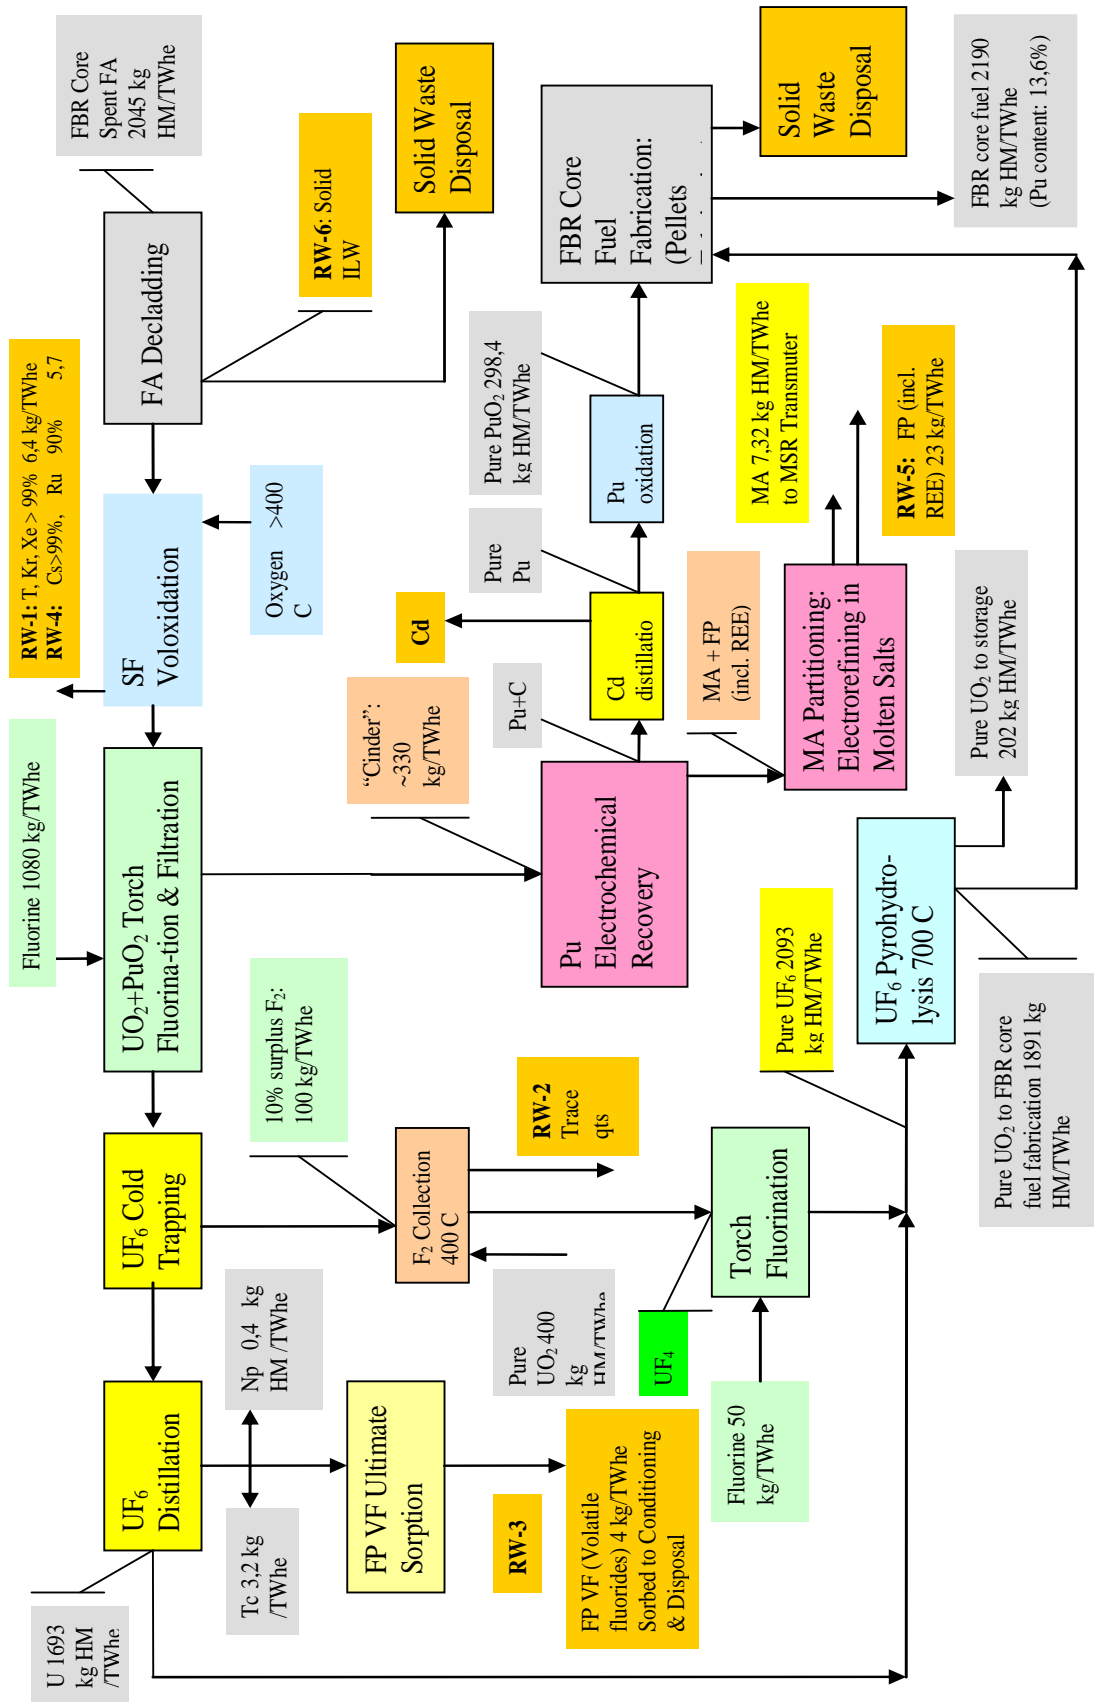 U 1693
kg HM
/TWhe
UF6
Distillation
UF6 Cold
Trapping
UO2+PuO2 Torch
Fluorina-tion & Filtration
Fluorine 1080 kg/TWhe
SF
Voloxidation
RW-1: T, Kr, Xe > 99% 6,4 kg/TWhe
RW-4: Cs>99%, Ru 90% 5,7
FA Decladding
FBR Core
Spent FA
2045 kg
HM/TWhe
Tc 3,2 kg
/TWhe
Np 0,4 kg
HM /TWhe
10% surplus F2:
100 kg/TWhe
"Cinder":
~330
kg/TWhe
Oxygen >400
C
RW-6: Solid
ILW
Solid Waste
Disposal
FP VF Ultimate
Sorption
F2 Collection
400 C
RW-3
FP VF (Volatile
fluorides) 4 kg/TWhe
Sorbed to Conditioning
& Disposal
Pure
UO2 400
kg
HM/TWhe
RW-2
Trace
qts
Pu
Electrochemical
Recovery
Pu+C
Cd
Cd
distillatio
Pure
Pu
Pu
oxidation
Pure PuO2 298,4
kg HM/TWhe
FBR Core
Fuel
Fabrication:
(Pellets
Solid
Waste
Disposal
UF4
Fluorine 50
kg/TWhe
Torch
Fluorination
Pure UF6 2093
kg HM/TWhe
MA + FP
(incl. REE)
MA Partitioning:
Electrorefining in
Molten Salts
MA 7,32 kg HM/TWhe
to MSR Transmuter
RW-5: FP (incl.
REE) 23 kg/TWhe
UF6 Pyrohydro-
lysis 700 C
Pure UO2 to storage
202 kg HM/TWhe
Pure UO2 to FBR core
fuel fabrication 1891 kg
HM/TWhe
FBR core fuel 2190
kg HM/TWhe
(Pu content: 13,6%)